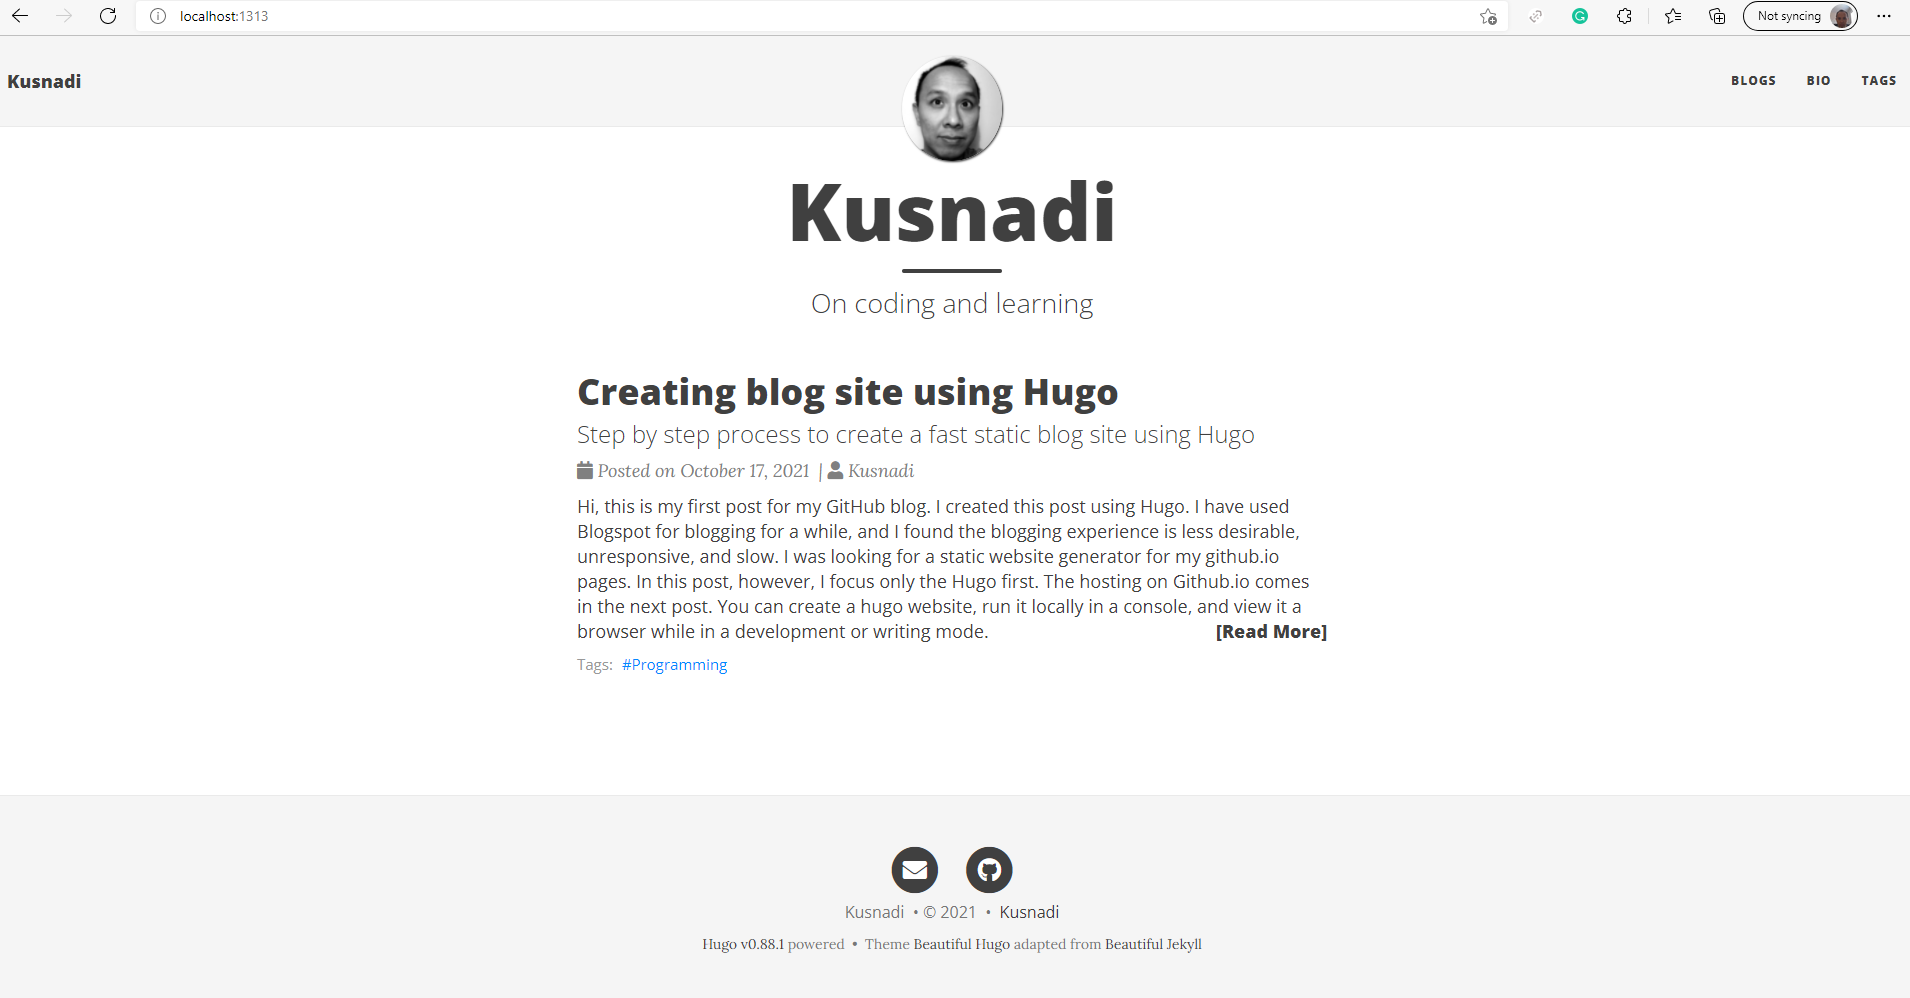 localhost:1313
Not syncing
Kusnadi
BLOGS BIO TAGS
Kusnadi
On coding and learning
Creating blog site using Hugo
Step by step process to create a fast static blog site using Hugo
Posted on October 17, 2021 | Kusnadi
Hi, this is my first post for my GitHub blog. I created this post using Hugo. I have used
Blogspot for blogging for a while, and I found the blogging experience is less desirable,
unresponsive, and slow. I was looking for a static website generator for my github.io
pages. In this post, however, I focus only the Hugo first. The hosting on Github.io comes
in the next post. You can create a hugo website, run it locally in a console, and view it a
browser while in a development or writing mode. [Read More]
Tags: #Programming
Kusnadi • © 2021 • Kusnadi
Hugo v0.88.1 powered • Theme Beautiful Hugo adapted from Beautiful Jekyll